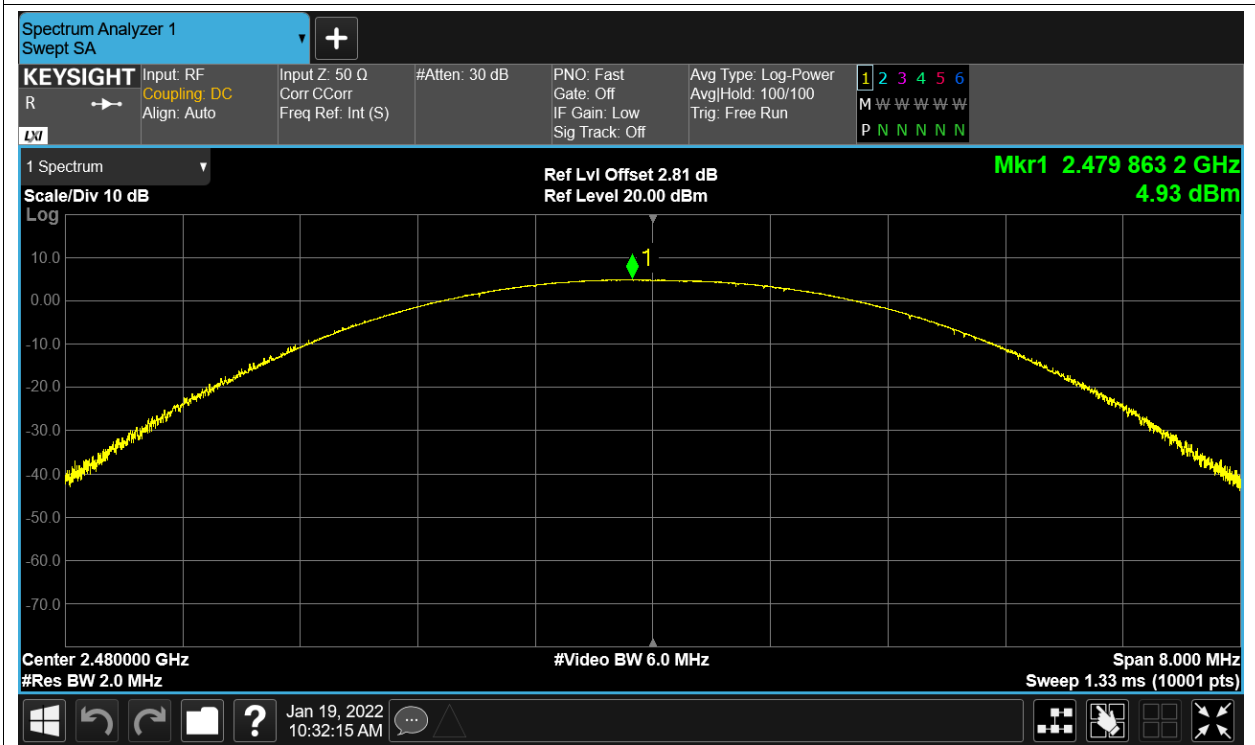 Spectrum Analyzer 1
Swept SA
KEYSIGHT
R
LXI
Input: RF
Coupling: DC
Align: Auto
Input Z: 50 Ω
Corr CCorr
Freq Ref: Int (S)
#Atten: 30 dB
PNO: Fast
Gate: Off
IF Gain: Low
Sig Track: Off
Avg Type: Log-Power
Avg|Hold: 100/100
Trig: Free Run
1 2 3 4 5 6
M W W W W W W
P N N N N N
1 Spectrum
Scale/Div 10 dB
Log
Ref Lvl Offset 2.81 dB
Ref Level 20.00 dBm
Mkr1 2.479 863 2 GHz
4.93 dBm
1
10.0
0.00
-10.0
-20.0
-30.0
-40.0
-50.0
-60.0
-70.0
Center 2.480000 GHz
#Video BW 6.0 MHz
Span 8.000 MHz
#Res BW 2.0 MHz
Sweep 1.33 ms (10001 pts)
?
Jan 19, 2022
10:32:15 AM